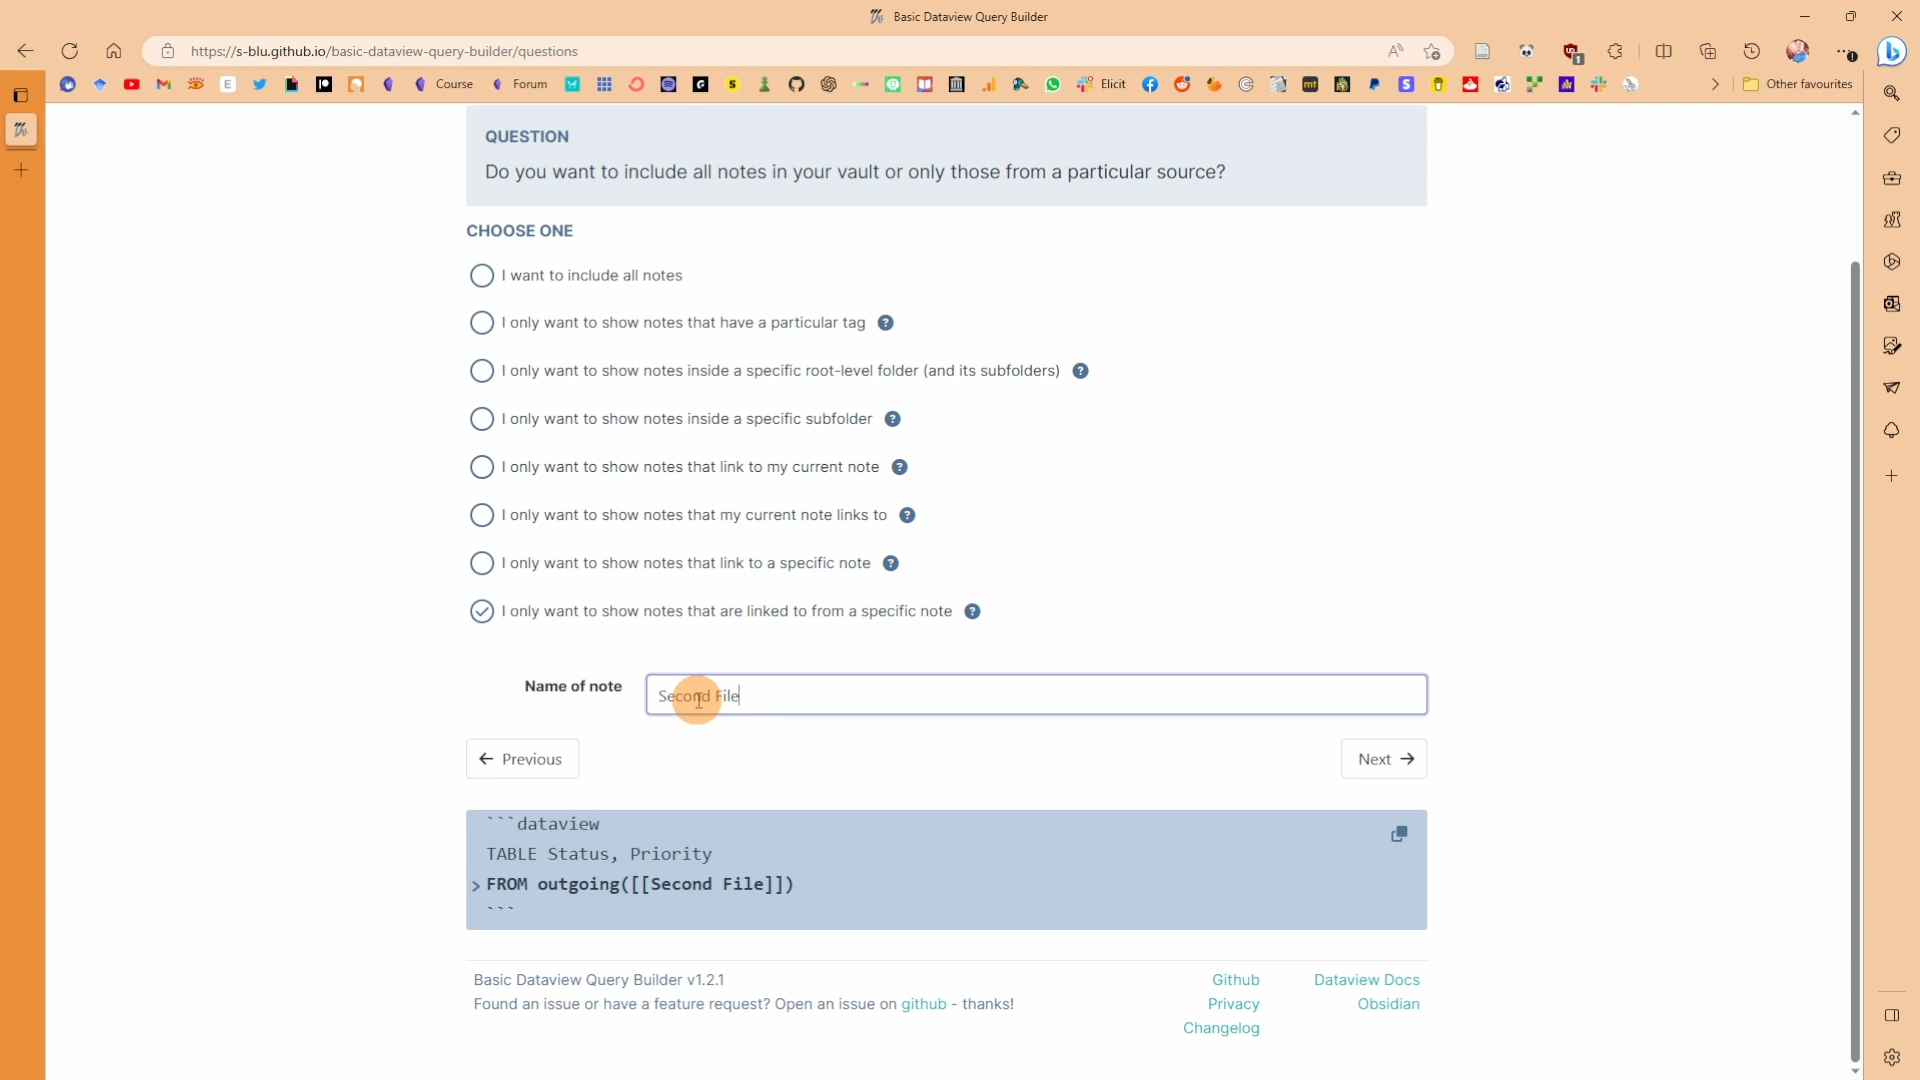 Basic Dataview Query Builder
https://s-blu.github.io/basic-dataview-query-builder/questions
Course
Forum
Elicit
Other favourites
QUESTION
Do you want to include all notes in your vault or only those from a particular source?
CHOOSE ONE
I want to include all notes
I only want to show notes that have a particular tag ?
I only want to show notes inside a specific root-level folder (and its subfolders) ?
I only want to show notes inside a specific subfolder ?
I only want to show notes that link to my current note ?
I only want to show notes that my current note links to ?
I only want to show notes that link to a specific note ?
I only want to show notes that are linked to from a specific note ?
Name of note
Second File
← Previous
Next →
```dataview
TABLE Status, Priority
> FROM outgoing([[Second File]])
```
Basic Dataview Query Builder v1.2.1
Found an issue or have a feature request? Open an issue on github - thanks!
Github
Privacy
Changelog
Dataview Docs
Obsidian